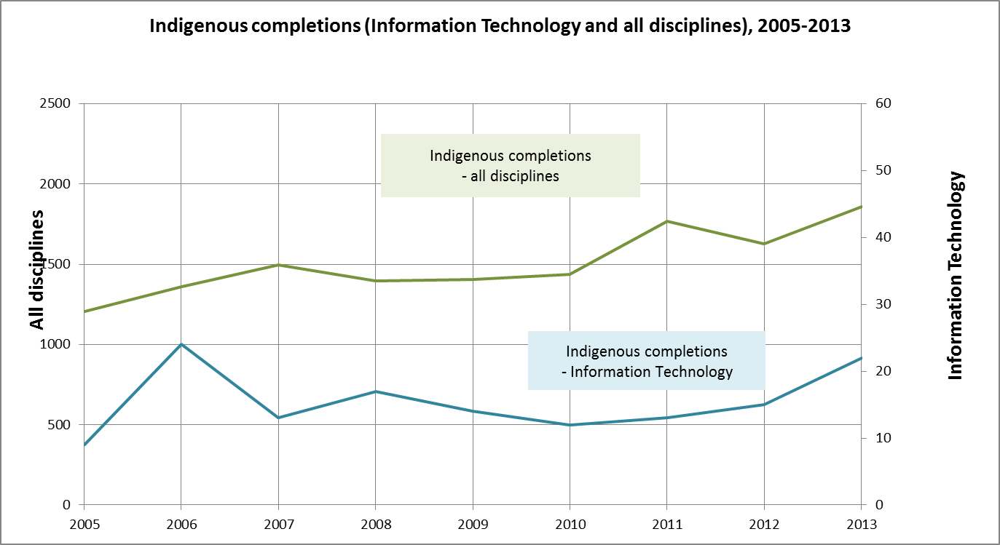 Indigenous completions (Information Technology and all disciplines), 2005-2013
All disciplines
2500
2000
1500
1000
500
0
Indigenous completions
- all disciplines
Indigenous completions
- Information Technology
60
50
40
30
20
10
0
Information Technology
2005 2006 2007 2008 2009 2010 2011 2012 2013